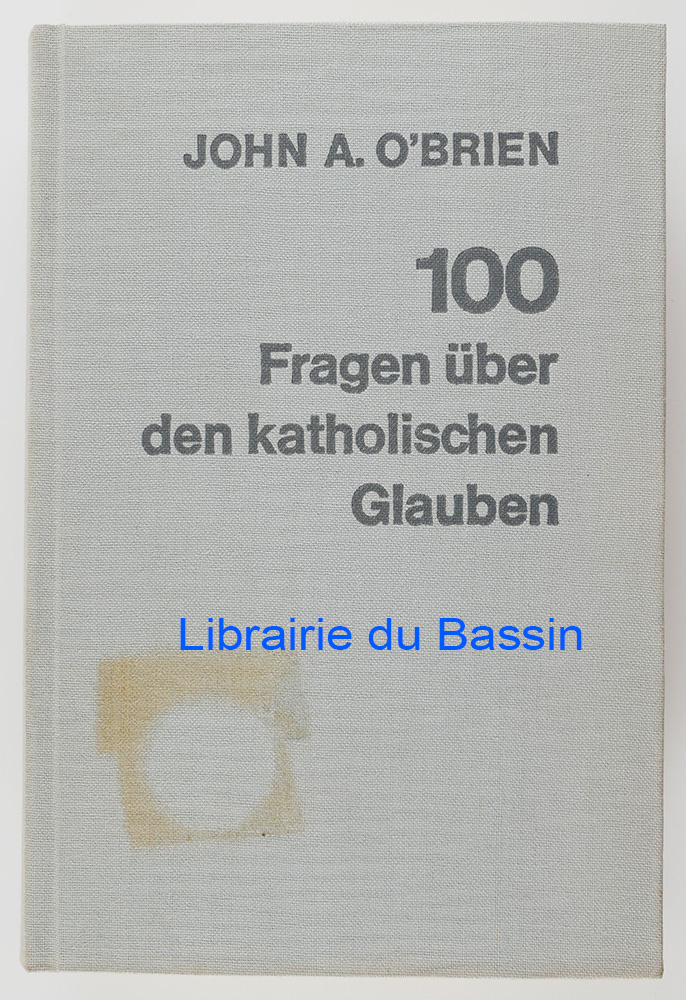 JOHN A. O'BRIEN
100
Fragen über
den katholischen
Glauben
Librairie du Bassin